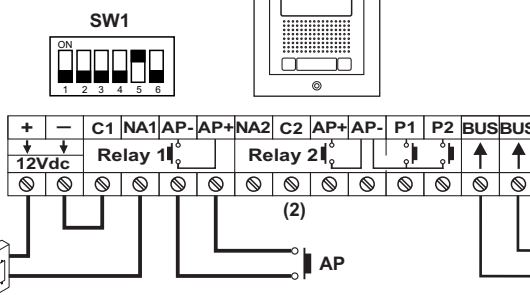 SW1
ON
1 2 3 4 5 6
+ — C1 NA1 AP- AP+ NA2 C2 AP+ AP- P1 P2 BUS BUS
12Vdc Relay 1 Relay 2
(2)
AP